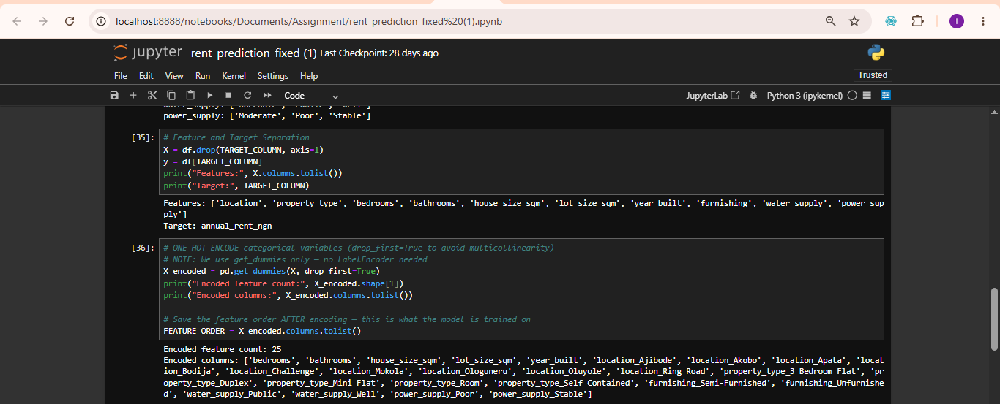 localhost:8888/notebooks/Documents/Assignment/rent_prediction_fixed%20(1).ipynb
I
jupyter rent_prediction_fixed (1) Last Checkpoint: 28 days ago
File Edit View Run Kernel Settings Help
Trusted
Code
JupyterLab
Python 3 (ipykernel)
power_supply: ['Moderate', 'Poor', 'Stable']
[35]:
# Feature and Target Separation
X = df.drop(TARGET_COLUMN, axis=1)
y = df[TARGET_COLUMN]
print("Features:", X.columns.tolist())
print("Target:", TARGET_COLUMN)
Features: ['location', 'property_type', 'bedrooms', 'bathrooms', 'house_size_sqm', 'lot_size_sqm', 'year_built', 'furnishing', 'water_supply', 'power_sup
ply']
Target: annual_rent_ngn
[36]:
# ONE-HOT ENCODE categorical variables (drop_first=True to avoid multicollinearity)
# NOTE: We use get_dummies only — no LabelEncoder needed
X_encoded = pd.get_dummies(X, drop_first=True)
print("Encoded feature count:", X_encoded.shape[1])
print("Encoded columns:", X_encoded.columns.tolist())
# Save the feature order AFTER encoding — this is what the model is trained on
FEATURE_ORDER = X_encoded.columns.tolist()
Encoded feature count: 25
Encoded columns: ['bedrooms', 'bathrooms', 'house_size_sqm', 'lot_size_sqm', 'year_built', 'location_Ajibode', 'location_Akobo', 'location_Apata', 'locat
ion_Bodija', 'location_Challenge', 'location_Mokola', 'location_Ologuneru', 'location_Oluyole', 'location_Ring Road', 'property_type_3 Bedroom Flat', 'pr
operty_type_Duplex', 'property_type_Mini Flat', 'property_type_Room', 'property_type_Self Contained', 'furnishing_Semi-Furnished', 'furnishing_Unfurnishe
d', 'water_supply_Public', 'water_supply_Well', 'power_supply_Poor', 'power_supply_Stable']